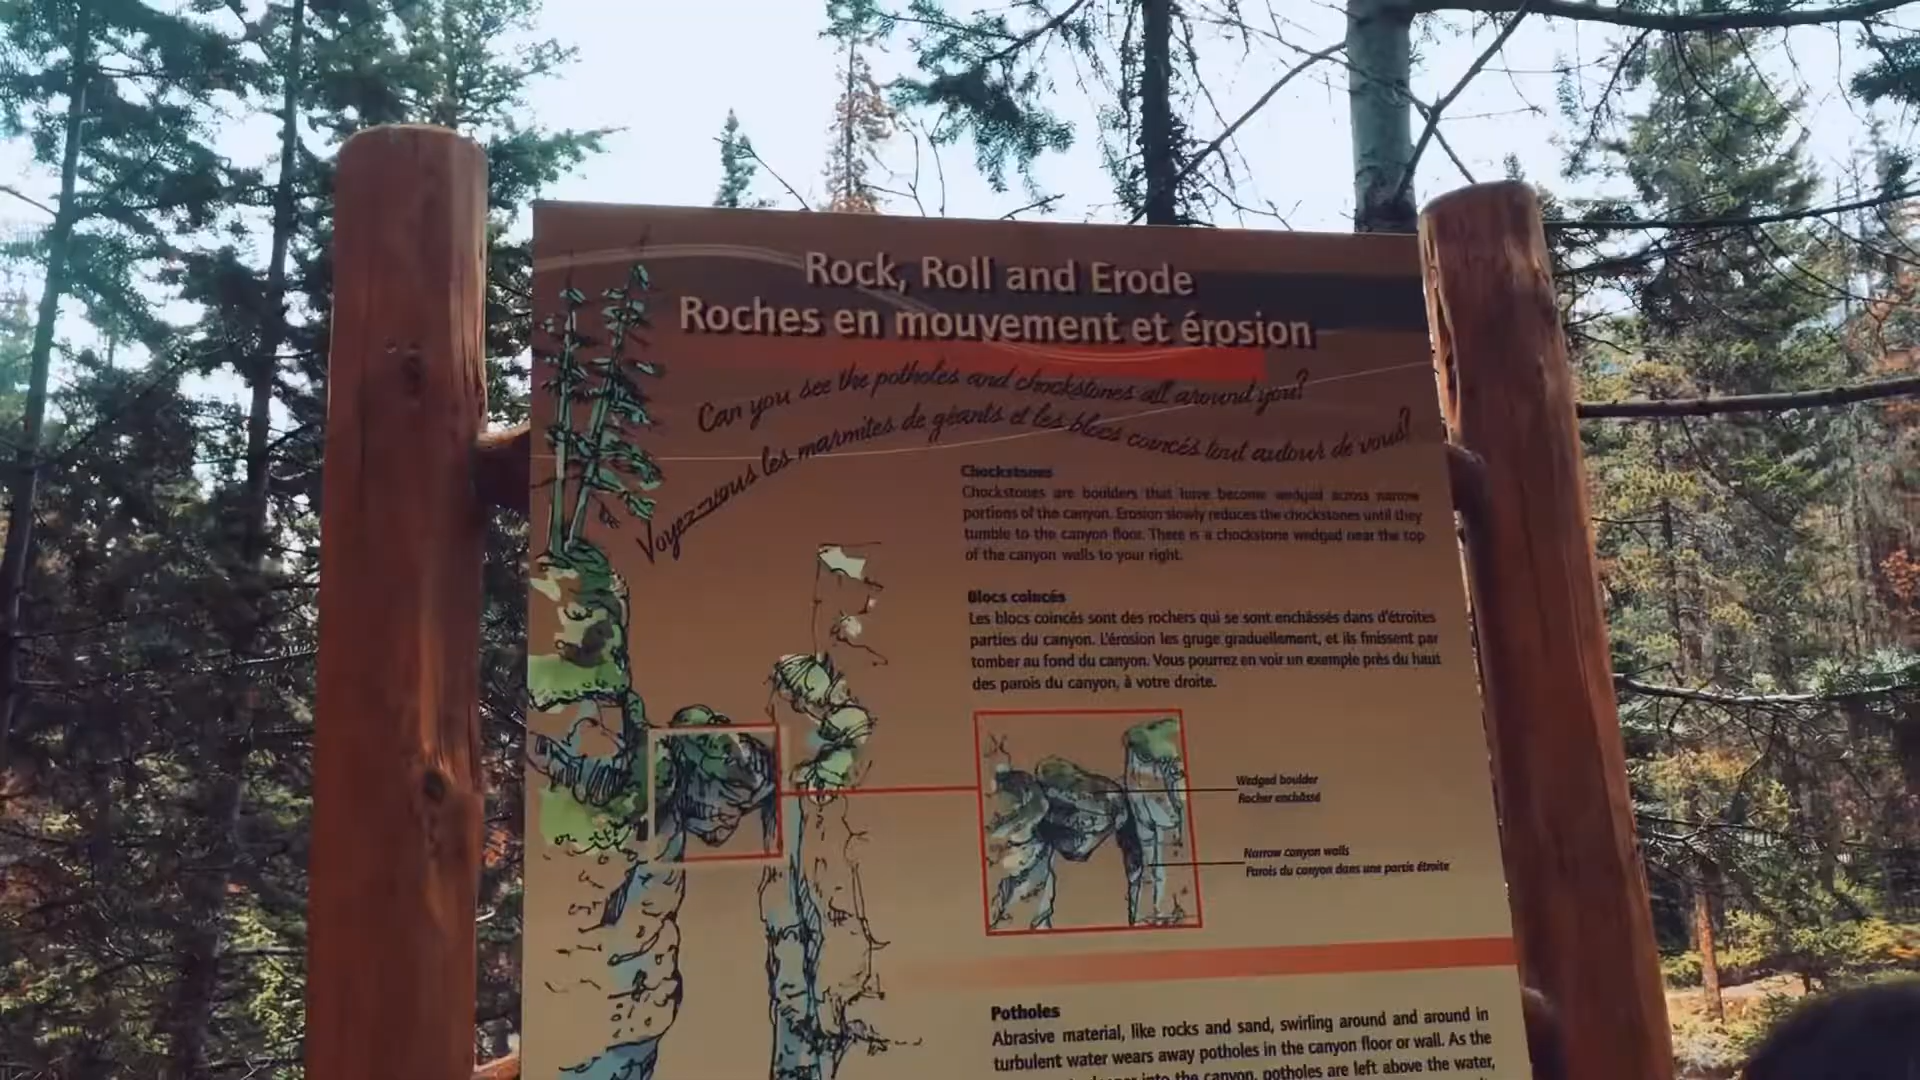 Rock, Roll and Erode
Roches en mouvement et érosion
Can you see the potholes and chockstones all around you?
Voyez-vous les marmites de géants et les blocs coincés tout autour de vous?
Chockstones
Chockstones are boulders that have become wedged across narrow
portions of the canyon. Erosion slowly reduces the chockstones until they
tumble to the canyon floor. There is a chockstone wedged near the top
of the canyon walls to your right.
Blocs coincés
Les blocs coincés sont des rochers qui se sont enchâssés dans d'étroites
parties du canyon. L'érosion les gruge graduellement, et ils finissent par
tomber au fond du canyon. Vous pourrez en voir un exemple près du haut
des parois du canyon, à votre droite.
Wedged boulder
Rocher enchâssé
Narrow canyon walls
Parois du canyon dans une partie étroite
Potholes
Abrasive material, like rocks and sand, swirling around and around in
turbulent water wears away potholes in the canyon floor or wall. As the
into the canyon, potholes are left above the water,